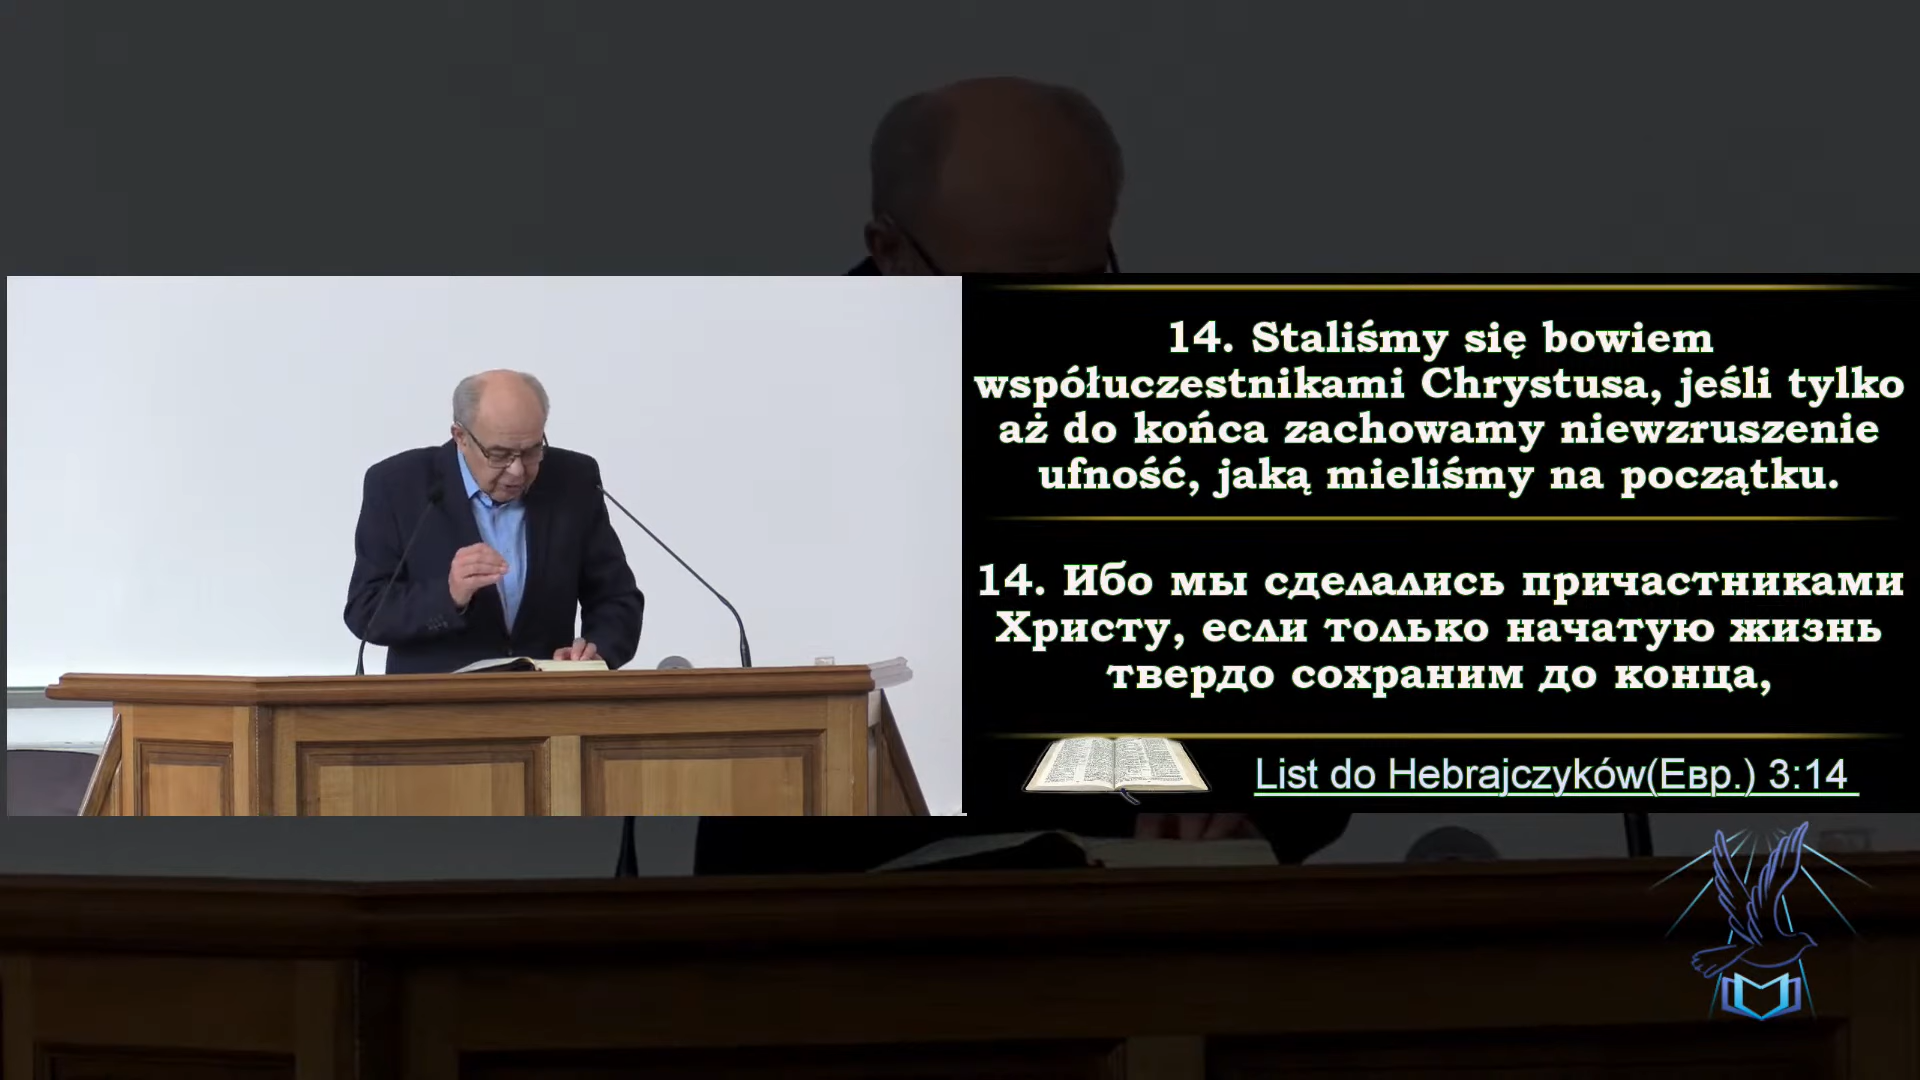 14. Staliśmy się bowiem
współuczestnikami Chrystusa, jeśli tylko
aż do końca zachowamy niewzruszenie
ufność, jaką mieliśmy na początku.
14. Ибо мы сделались причастниками
Христу, если только начатую жизнь
твердо сохраним до конца,
List do Hebrajczyków(Евр.) 3:14